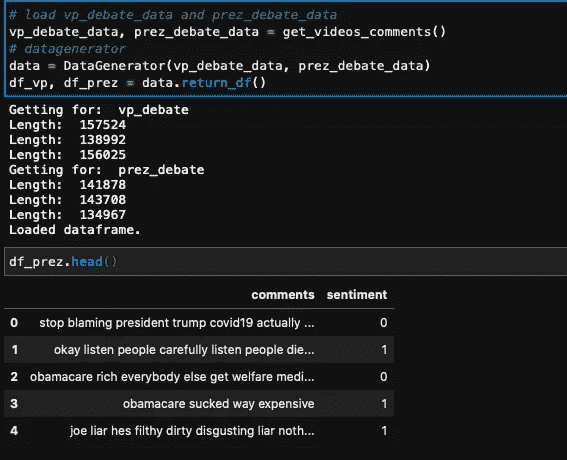 # load vp_debate_data and prez_debate_data
vp_debate_data, prez_debate_data = get_videos_comments()
# datagenerator
data = DataGenerator(vp_debate_data, prez_debate_data)
df_vp, df_prez = data.return_df()
Getting for:  vp_debate
Length:  157524
Length:  138992
Length:  156025
Getting for:  prez_debate
Length:  141878
Length:  143708
Length:  134967
Loaded dataframe.
df_prez.head()
comments sentiment
0 stop blaming president trump covid19 actually ... 0
1 okay listen people carefully listen people die... 1
2 obamacare rich everybody else get welfare medi... 0
3 obamacare sucked way expensive 1
4 joe liar hes filthy dirty disgusting liar noth... 1